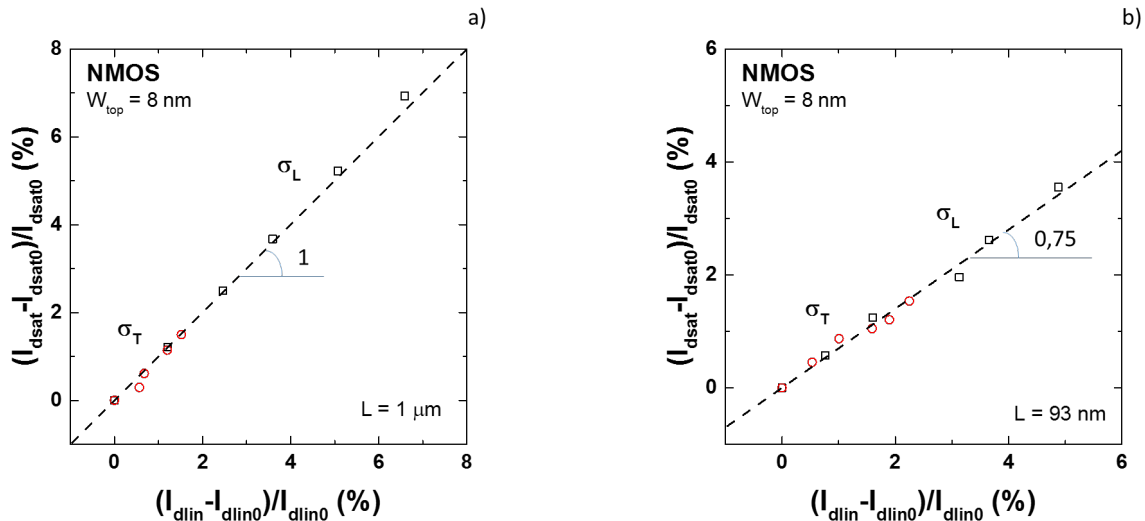 a)
(I_dsat-I_dsat0)/I_dsat0 (%)
8
6
4
2
0
NMOS
W_top = 8 nm
σ_L
1
σ_T
L = 1 μm
0 2 4 6 8
(I_dlin-I_dlin0)/I_dlin0 (%)
b)
(I_dsat-I_dsat0)/I_dsat0 (%)
6
4
2
0
NMOS
W_top = 8 nm
σ_L
0,75
σ_T
L = 93 nm
0 2 4 6
(I_dlin-I_dlin0)/I_dlin0 (%)